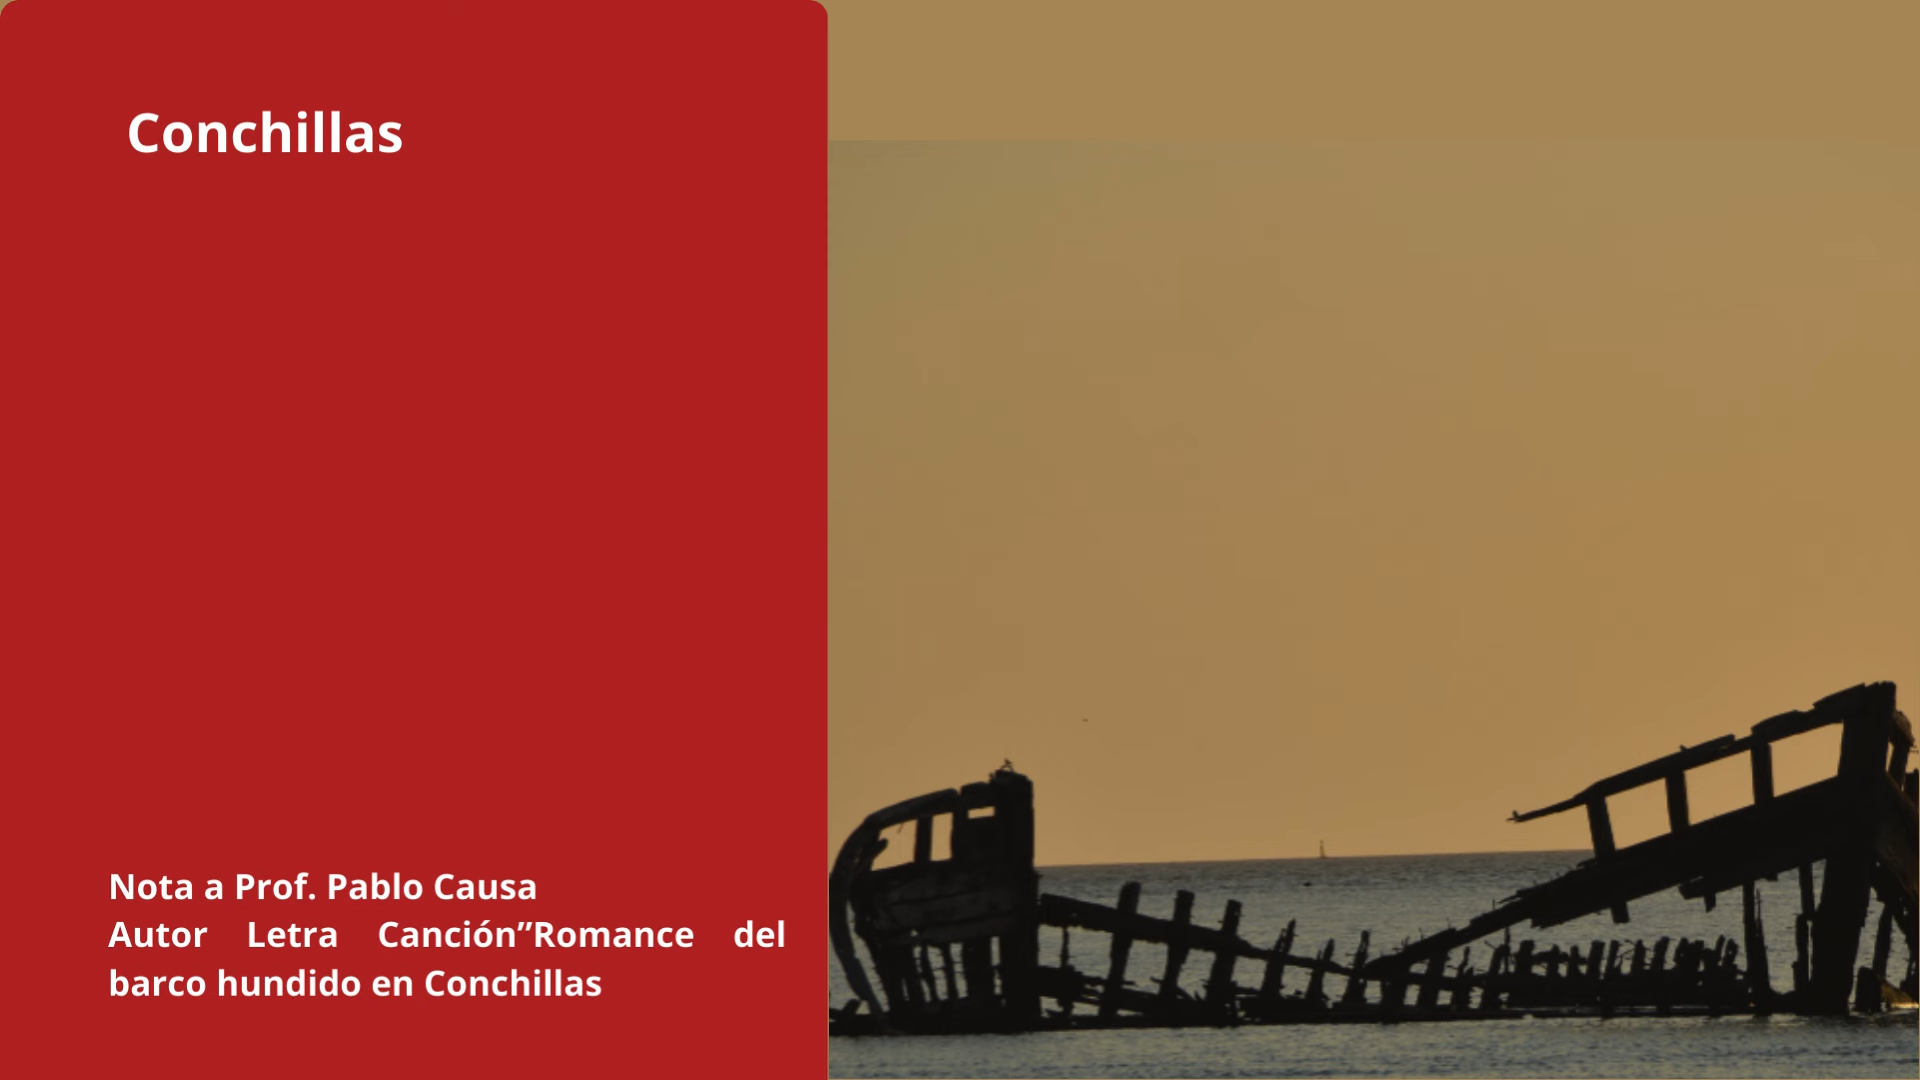 Conchillas
Nota a Prof. Pablo Causa
Autor Letra Canción”Romance del
barco hundido en Conchillas